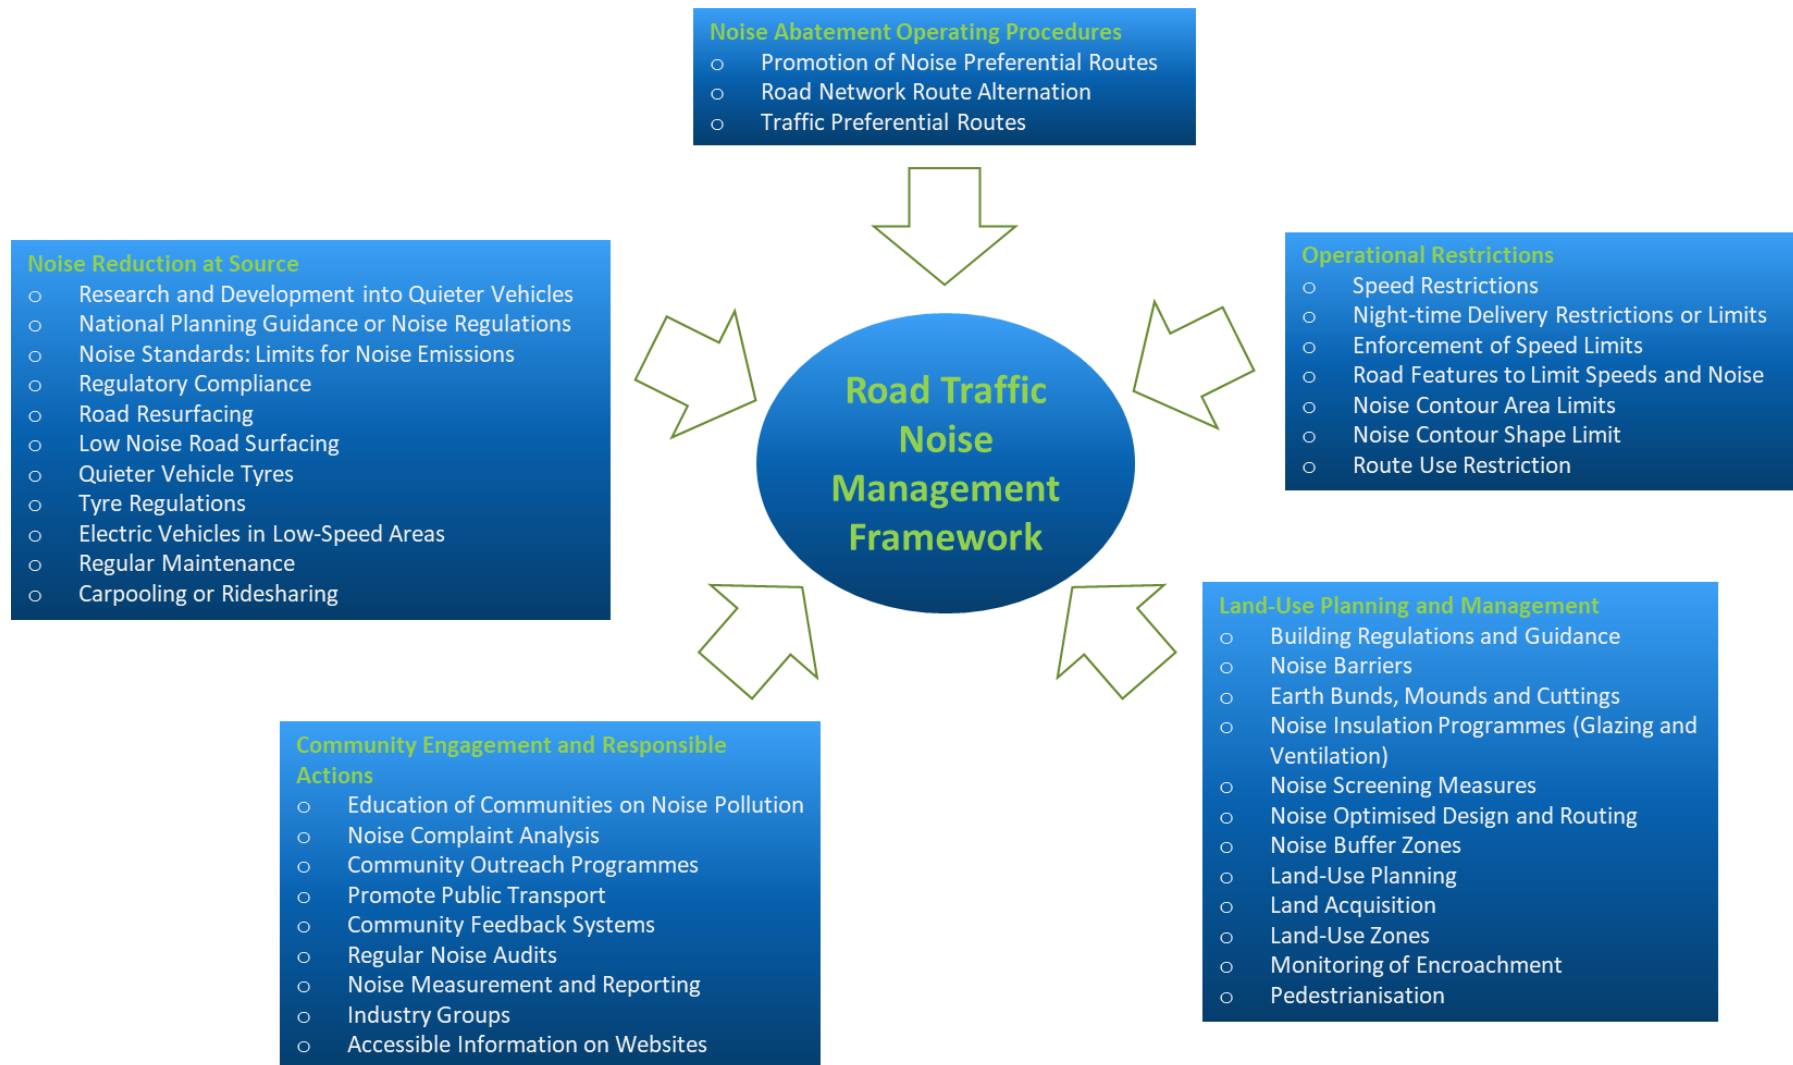 Noise Abatement Operating Procedures
o Promotion of Noise Preferential Routes
o Road Network Route Alternation
o Traffic Preferential Routes
Noise Reduction at Source
o Research and Development into Quieter Vehicles
o National Planning Guidance or Noise Regulations
o Noise Standards: Limits for Noise Emissions
o Regulatory Compliance
o Road Resurfacing
o Low Noise Road Surfacing
o Quieter Vehicle Tyres
o Tyre Regulations
o Electric Vehicles in Low-Speed Areas
o Regular Maintenance
o Carpooling or Ridesharing
Road Traffic
Noise
Management
Framework
Operational Restrictions
o Speed Restrictions
o Night-time Delivery Restrictions or Limits
o Enforcement of Speed Limits
o Road Features to Limit Speeds and Noise
o Noise Contour Area Limits
o Noise Contour Shape Limit
o Route Use Restriction
Community Engagement and Responsible
Actions
o Education of Communities on Noise Pollution
o Noise Complaint Analysis
o Community Outreach Programmes
o Promote Public Transport
o Community Feedback Systems
o Regular Noise Audits
o Noise Measurement and Reporting
o Industry Groups
o Accessible Information on Websites
Land-Use Planning and Management
o Building Regulations and Guidance
o Noise Barriers
o Earth Bunds, Mounds and Cuttings
o Noise Insulation Programmes (Glazing and
Ventilation)
o Noise Screening Measures
o Noise Optimised Design and Routing
o Noise Buffer Zones
o Land-Use Planning
o Land Acquisition
o Land-Use Zones
o Monitoring of Encroachment
o Pedestrianisation